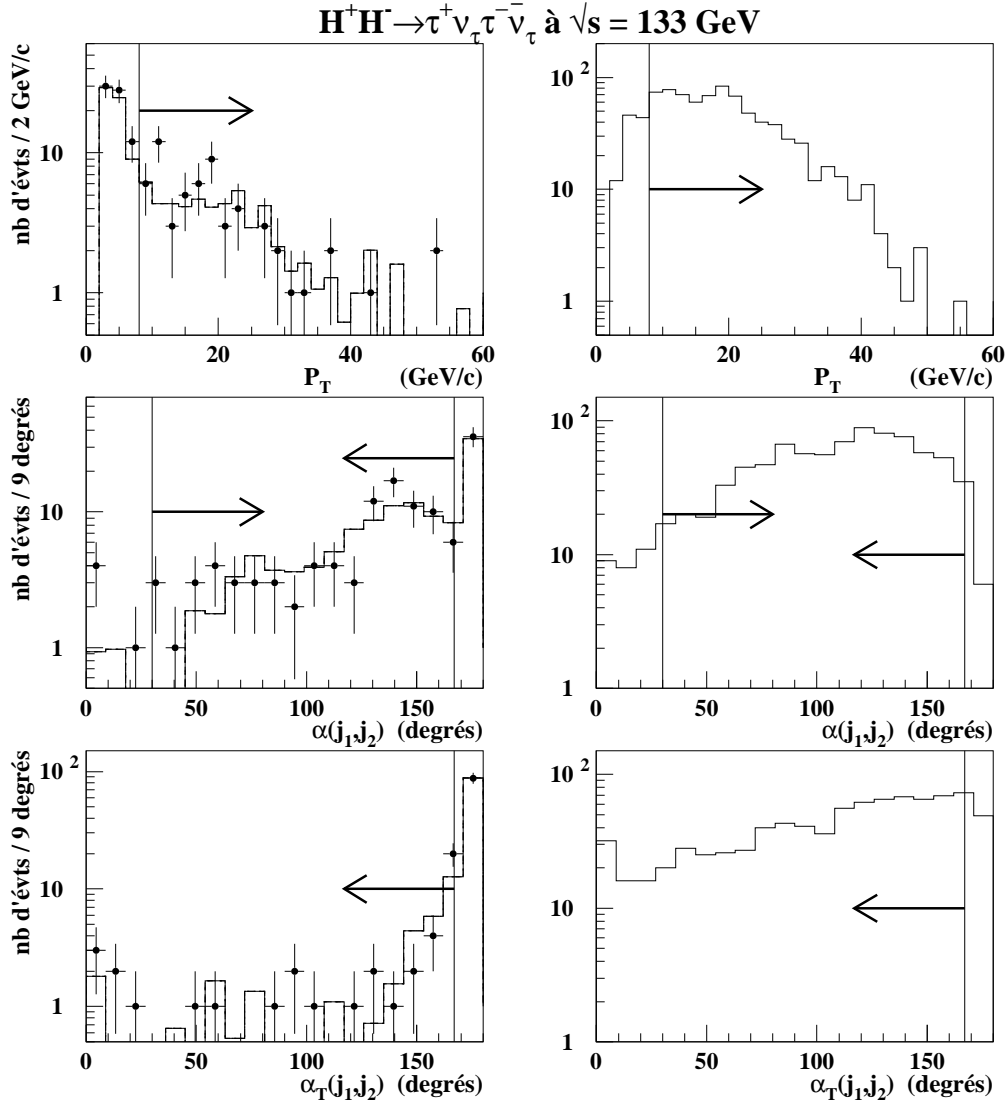 H⁺H⁻→τ⁺ν_τ τ⁻ν̄_τ à √s = 133 GeV
nb d'évts / 2 GeV/c
10
1
0 20 40 60
P_T (GeV/c)
10²
10
1
0 20 40 60
P_T (GeV/c)
nb d'évts / 9 degrés
10
1
0 50 100 150
α(j₁,j₂) (degrés)
10²
10
1
0 50 100 150
α(j₁,j₂) (degrés)
nb d'évts / 9 degrés
10²
10
1
0 50 100 150
α_T(j₁,j₂) (degrés)
10²
10
1
0 50 100 150
α_T(j₁,j₂) (degrés)